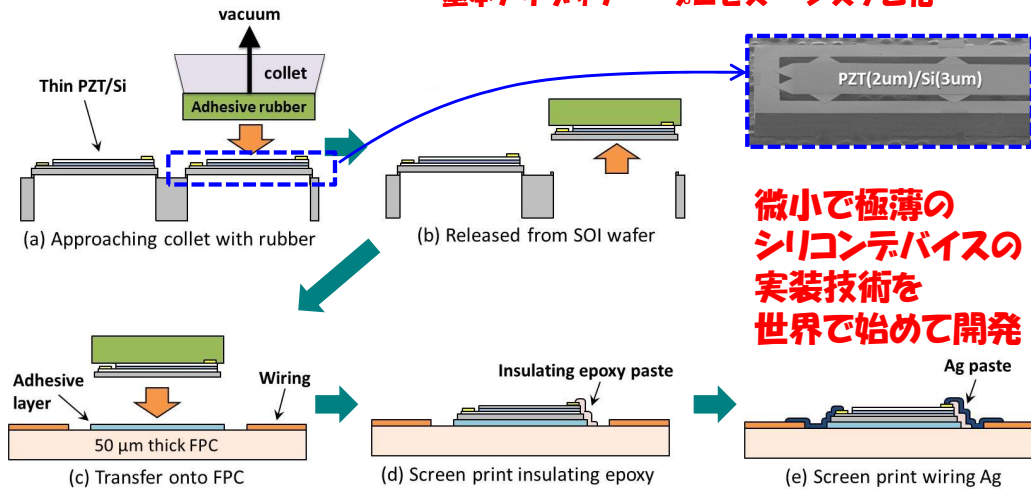 vacuum
collet
Adhesive rubber
Thin PZT/Si
PZT(2um)/Si(3um)
(a) Approaching collet with rubber
(b) Released from SOI wafer
微小で極薄の
シリコンデバイスの
実装技術を
世界で始めて開発
Adhesive
layer
Wiring
50 μm thick FPC
(c) Transfer onto FPC
Insulating epoxy paste
(d) Screen print insulating epoxy
Ag paste
(e) Screen print wiring Ag